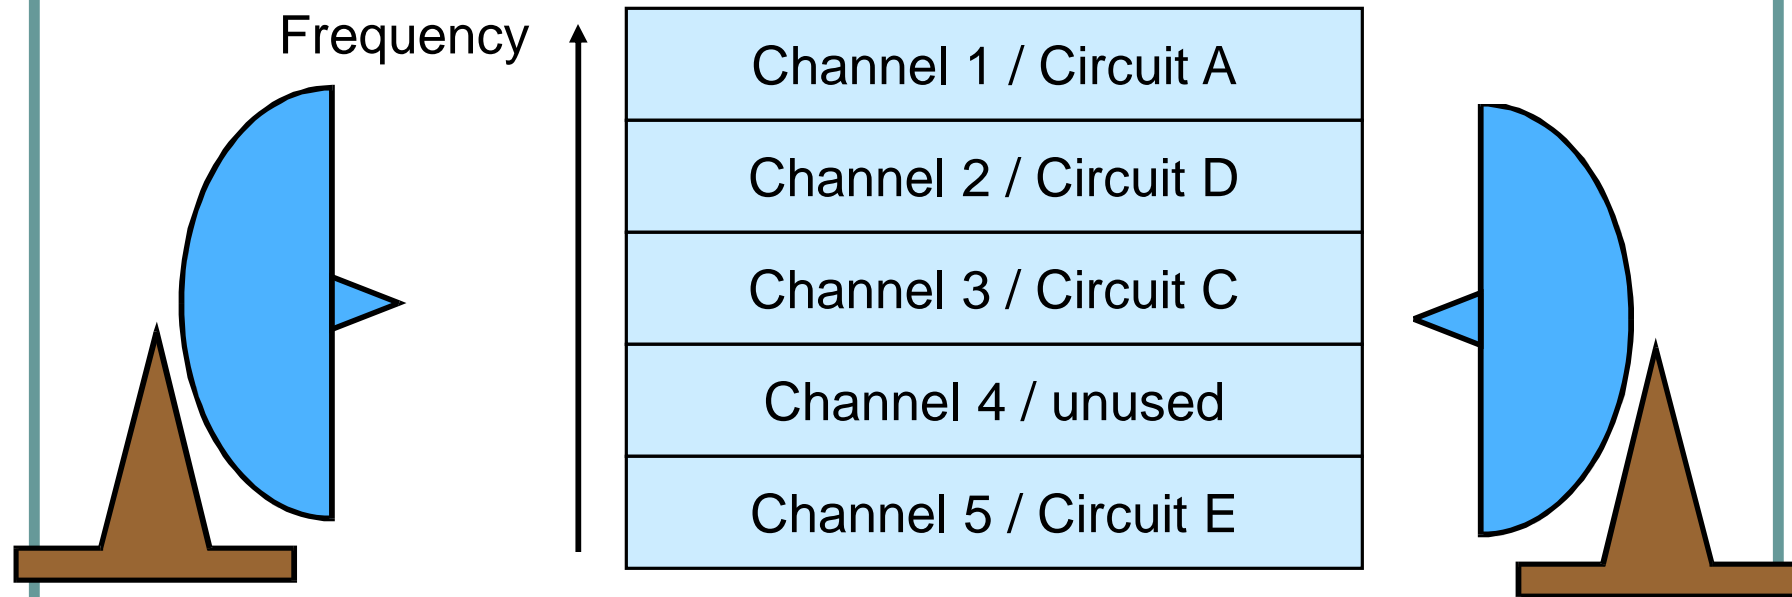 Frequency
Channel 1 / Circuit A
Channel 2 / Circuit D
Channel 3 / Circuit C
Channel 4 / unused
Channel 5 / Circuit E